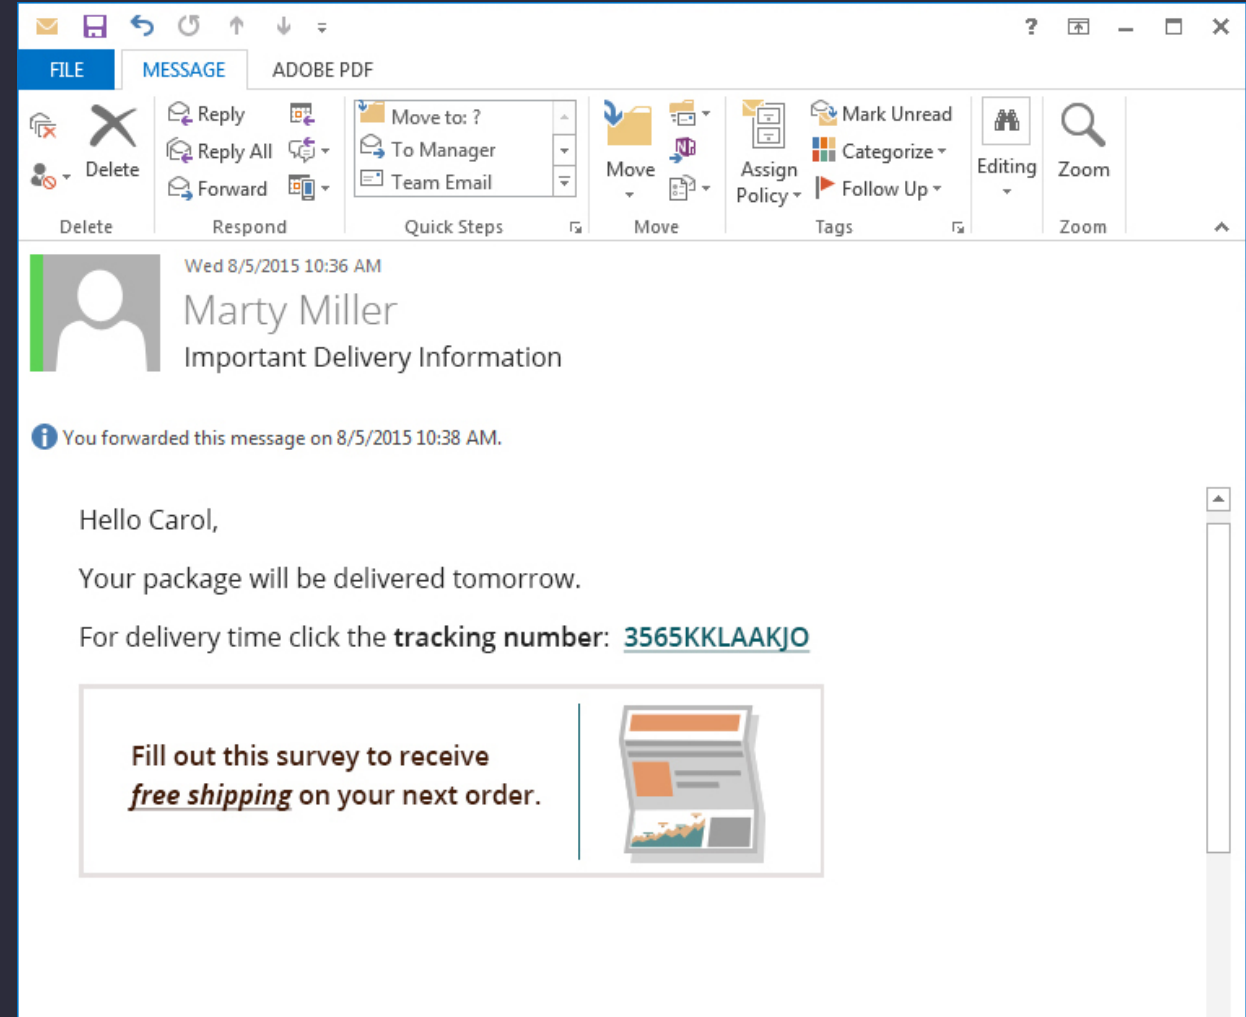 ?
FILE MESSAGE ADOBE PDF
Delete
Reply
Reply All
Forward
Move to: ?
To Manager
Team Email
Move
Assign
Policy
Mark Unread
Categorize
Follow Up
Editing
Zoom
Delete Respond Quick Steps Move Tags Zoom
Wed 8/5/2015 10:36 AM
Marty Miller
Important Delivery Information
You forwarded this message on 8/5/2015 10:38 AM.
Hello Carol,
Your package will be delivered tomorrow.
For delivery time click the tracking number: 3565KKLAAKJO
Fill out this survey to receive
free shipping on your next order.